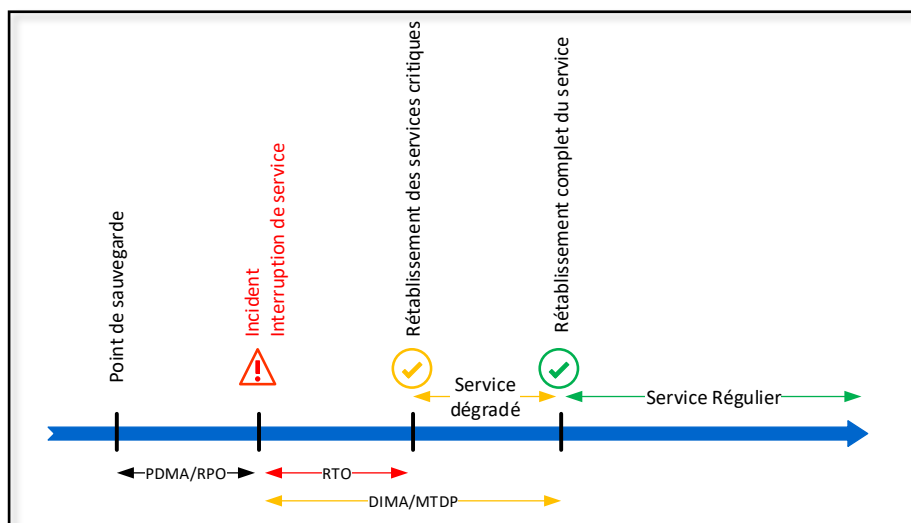 Point de sauvegarde
Incident
Interruption de service
Rétablissement des services critiques
Rétablissement complet du service
Service
dégradé
Service Régulier
PDMA/RPO
RTO
DIMA/MTDP